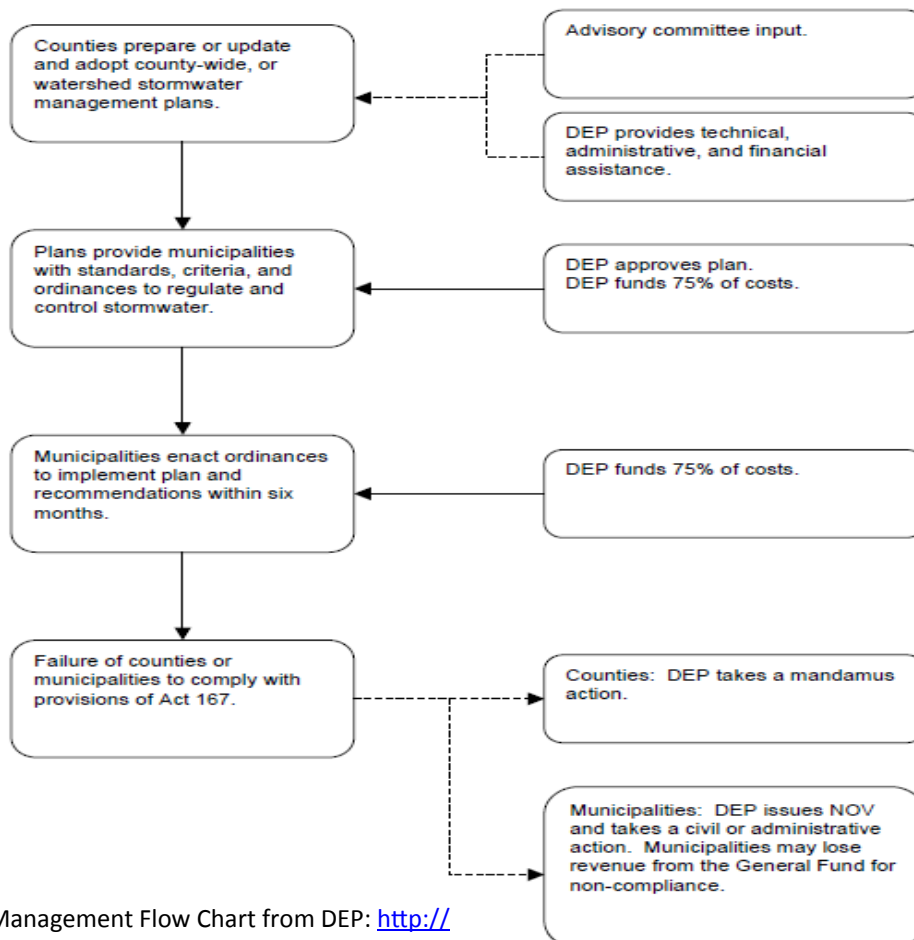 Counties prepare or update
and adopt county-wide, or
watershed stormwater
management plans.
Advisory committee input.
DEP provides technical,
administrative, and financial
assistance.
Plans provide municipalities
with standards, criteria, and
ordinances to regulate and
control stormwater.
DEP approves plan.
DEP funds 75% of costs.
Municipalities enact ordinances
to implement plan and
recommendations within six
months.
DEP funds 75% of costs.
Failure of counties or
municipalities to comply with
provisions of Act 167.
Counties:  DEP takes a mandamus
action.
Municipalities:  DEP issues NOV
and takes a civil or administrative
action.  Municipalities may lose
revenue from the General Fund for
non-compliance.
Management Flow Chart from DEP: http://